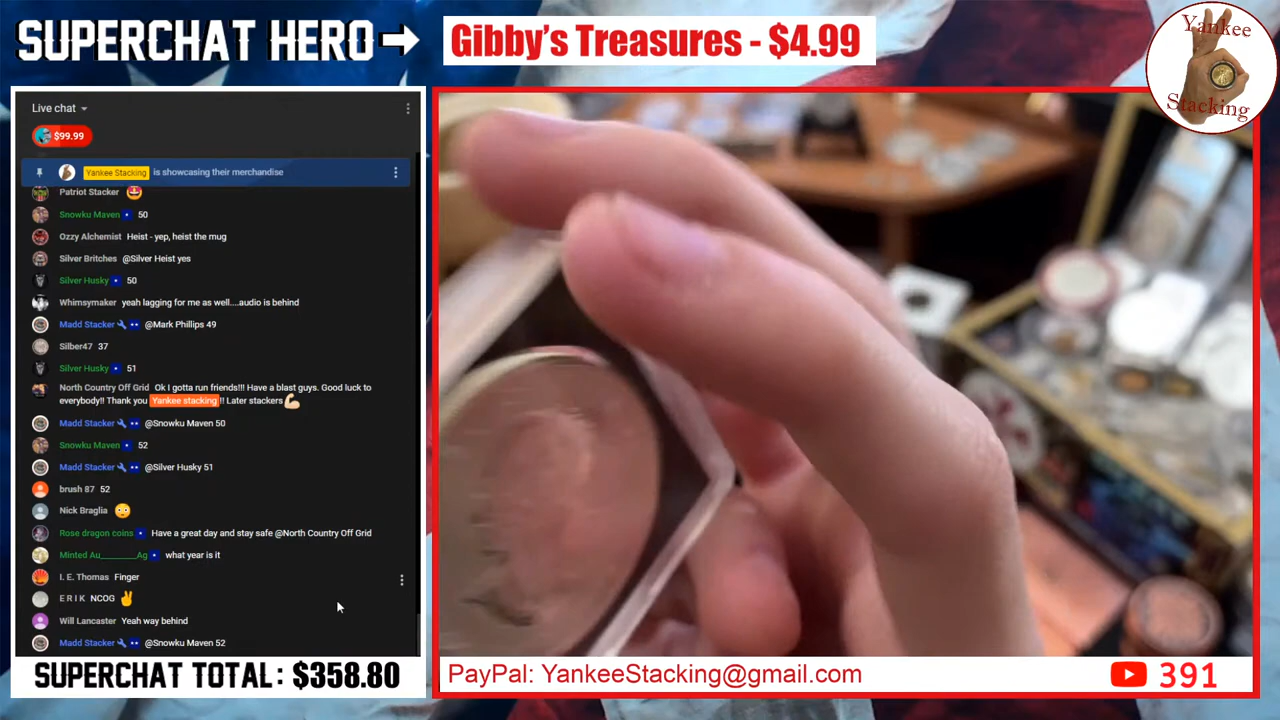 SUPERCHAT HERO→
Gibby's Treasures - $4.99
Yankee
Stacking
Live chat
$99.99
Yankee Stacking is showcasing their merchandise
Patriot Stacker 🤩
Snowku Maven 50
Ozzy Alchemist Heist - yep, heist the mug
Silver Britches @Silver Heist yes
Silver Husky 50
Whimsymaker yeah lagging for me as well....audio is behind
Madd Stacker @Mark Phillips 49
Silber47 37
Silver Husky 51
North Country Off Grid Ok I gotta run friends!!! Have a blast guys. Good luck to
everybody!! Thank you Yankee stacking !! Later stackers💪🏼
Madd Stacker @Snowku Maven 50
Snowku Maven 52
Madd Stacker @Silver Husky 51
brush 87 52
Nick Braglia 😳
Rose dragon coins Have a great day and stay safe @North Country Off Grid
Minted Au________Ag what year is it
I. E. Thomas Finger
E R I K NCOG ✌
Will Lancaster Yeah way behind
Madd Stacker @Snowku Maven 52
SUPERCHAT TOTAL: $358.80
PayPal: YankeeStacking@gmail.com
391